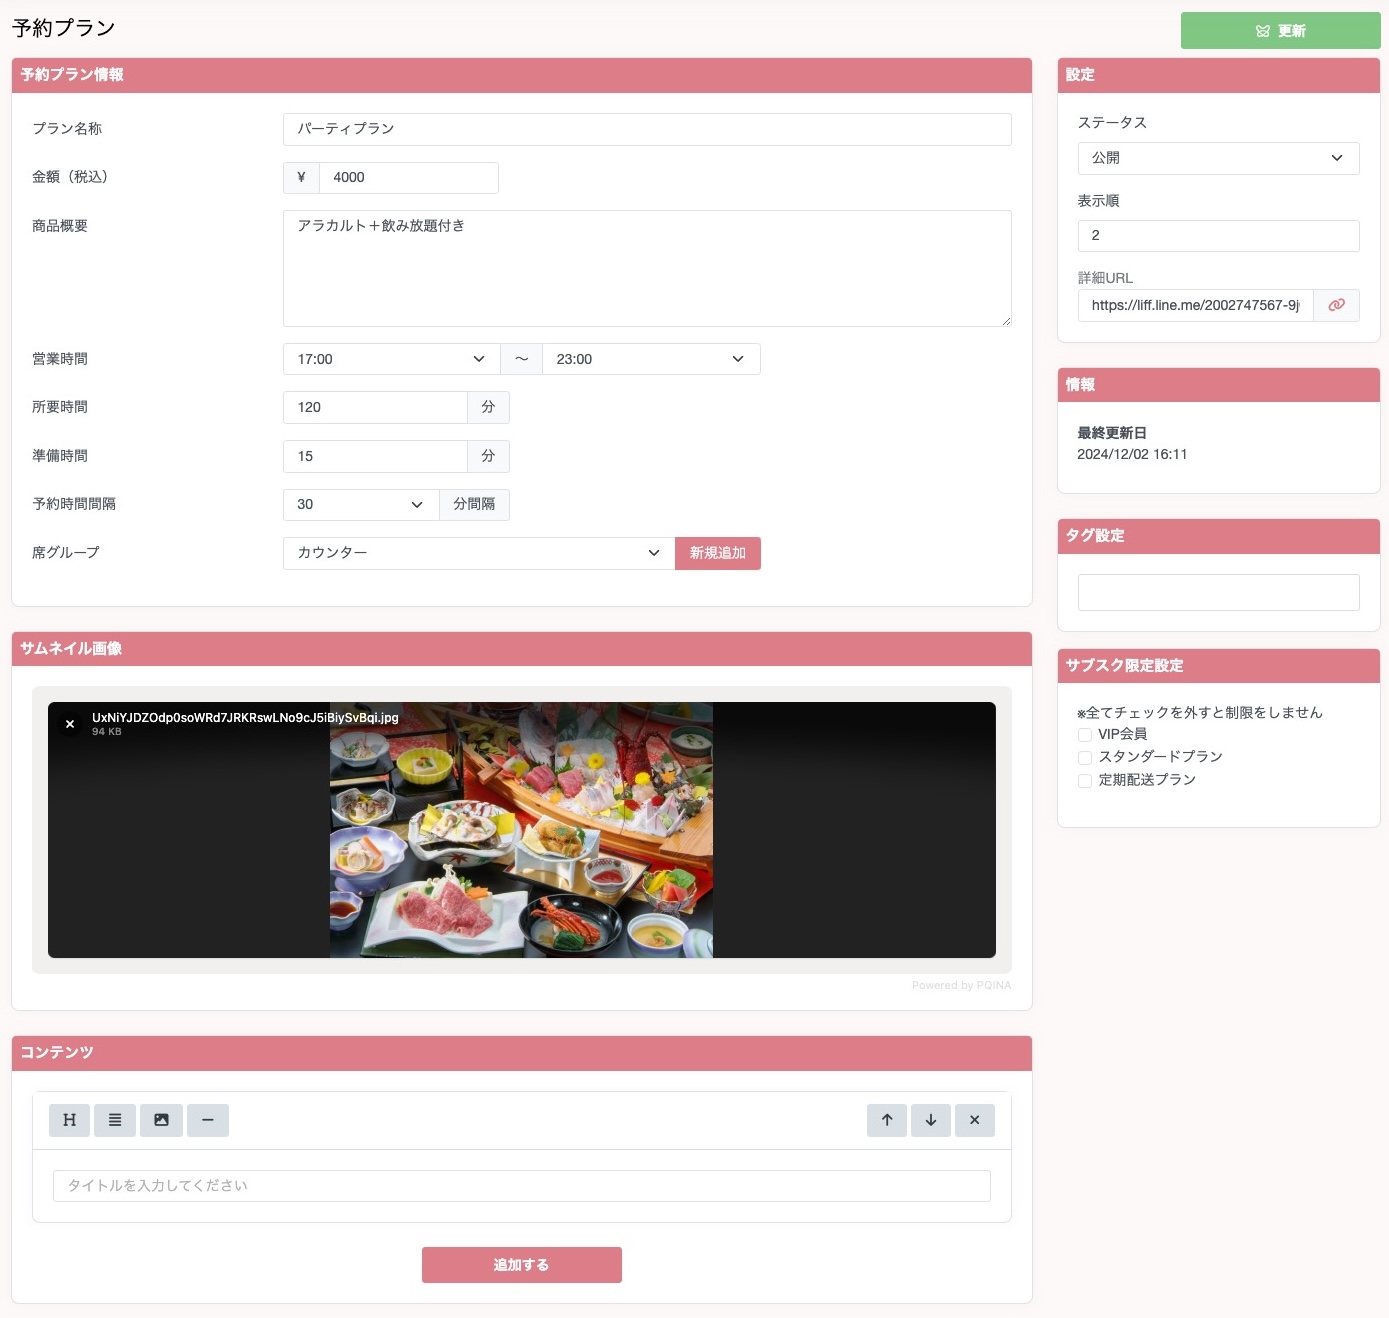 予約プラン
更新
予約プラン情報
プラン名称
パーティプラン
金額（税込）
¥ 4000
商品概要
アラカルト＋飲み放題付き
営業時間
17:00 〜 23:00
所要時間
120 分
準備時間
15 分
予約時間間隔
30 分間隔
席グループ
カウンター 新規追加
サムネイル画像
UxNiYJDZOdp0soWRd7JRKRswLNo9cJ5iBiySvBqi.jpg
94 KB
Powered by PQINA
コンテンツ
H
タイトルを入力してください
追加する
設定
ステータス
公開
表示順
2
詳細URL
https://liff.line.me/2002747567-9j
情報
最終更新日
2024/12/02 16:11
タグ設定
サブスク限定設定
※全てチェックを外すと制限をしません
VIP会員
スタンダードプラン
定期配送プラン